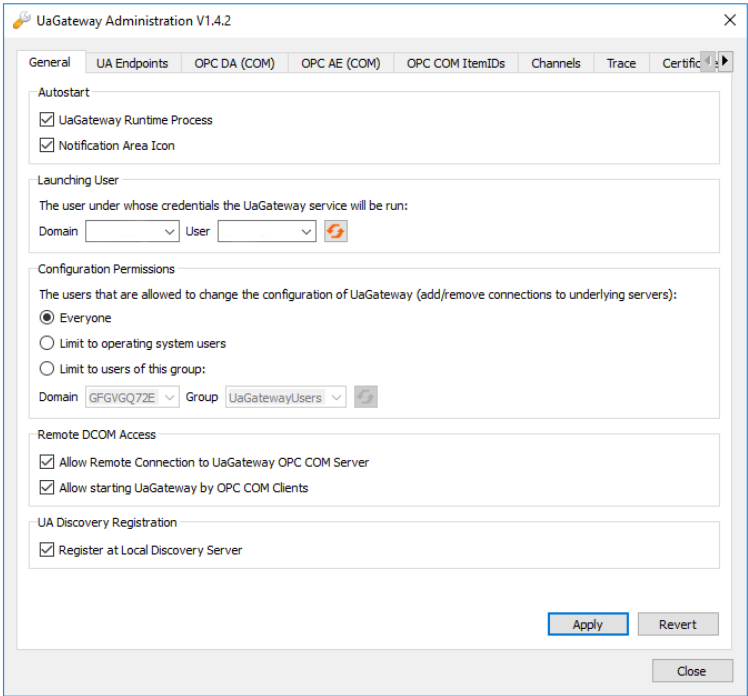 UaGateway Administration V1.4.2
General UA Endpoints OPC DA (COM) OPC AE (COM) OPC COM ItemIDs Channels Trace
Autostart
UaGateway Runtime Process
Notification Area Icon
Launching User
The user under whose credentials the UaGateway service will be run:
Domain User
Configuration Permissions
The users that are allowed to change the configuration of UaGateway (add/remove connections to underlying servers):
Everyone
Limit to operating system users
Limit to users of this group:
Domain GFGVGQ72E Group UaGatewayUsers
Remote DCOM Access
Allow Remote Connection to UaGateway OPC COM Server
Allow starting UaGateway by OPC COM Clients
UA Discovery Registration
Register at Local Discovery Server
Apply Revert
Close